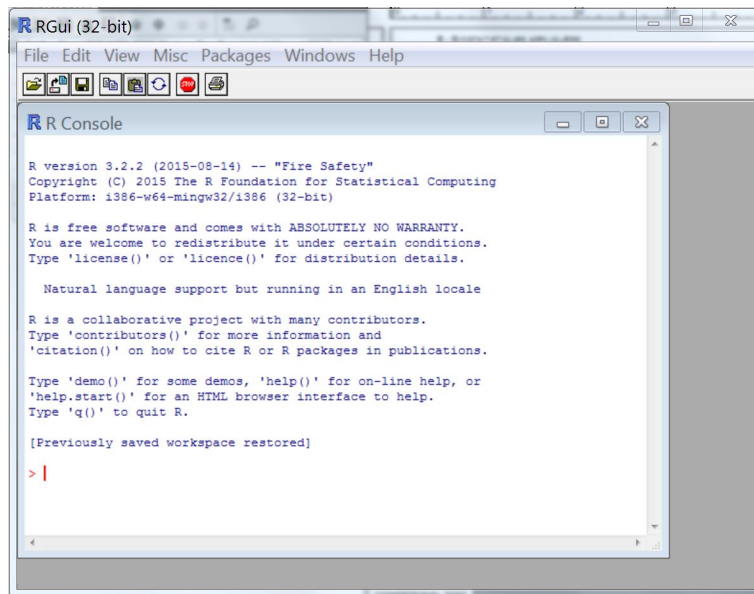 RGui (32-bit)
File Edit View Misc Packages Windows Help
STOP
R Console
R version 3.2.2 (2015-08-14) -- "Fire Safety"
Copyright (C) 2015 The R Foundation for Statistical Computing
Platform: i386-w64-mingw32/i386 (32-bit)
R is free software and comes with ABSOLUTELY NO WARRANTY.
You are welcome to redistribute it under certain conditions.
Type 'license()' or 'licence()' for distribution details.
Natural language support but running in an English locale
R is a collaborative project with many contributors.
Type 'contributors()' for more information and
'citation()' on how to cite R or R packages in publications.
Type 'demo()' for some demos, 'help()' for on-line help, or
'help.start()' for an HTML browser interface to help.
Type 'q()' to quit R.
[Previously saved workspace restored]
>